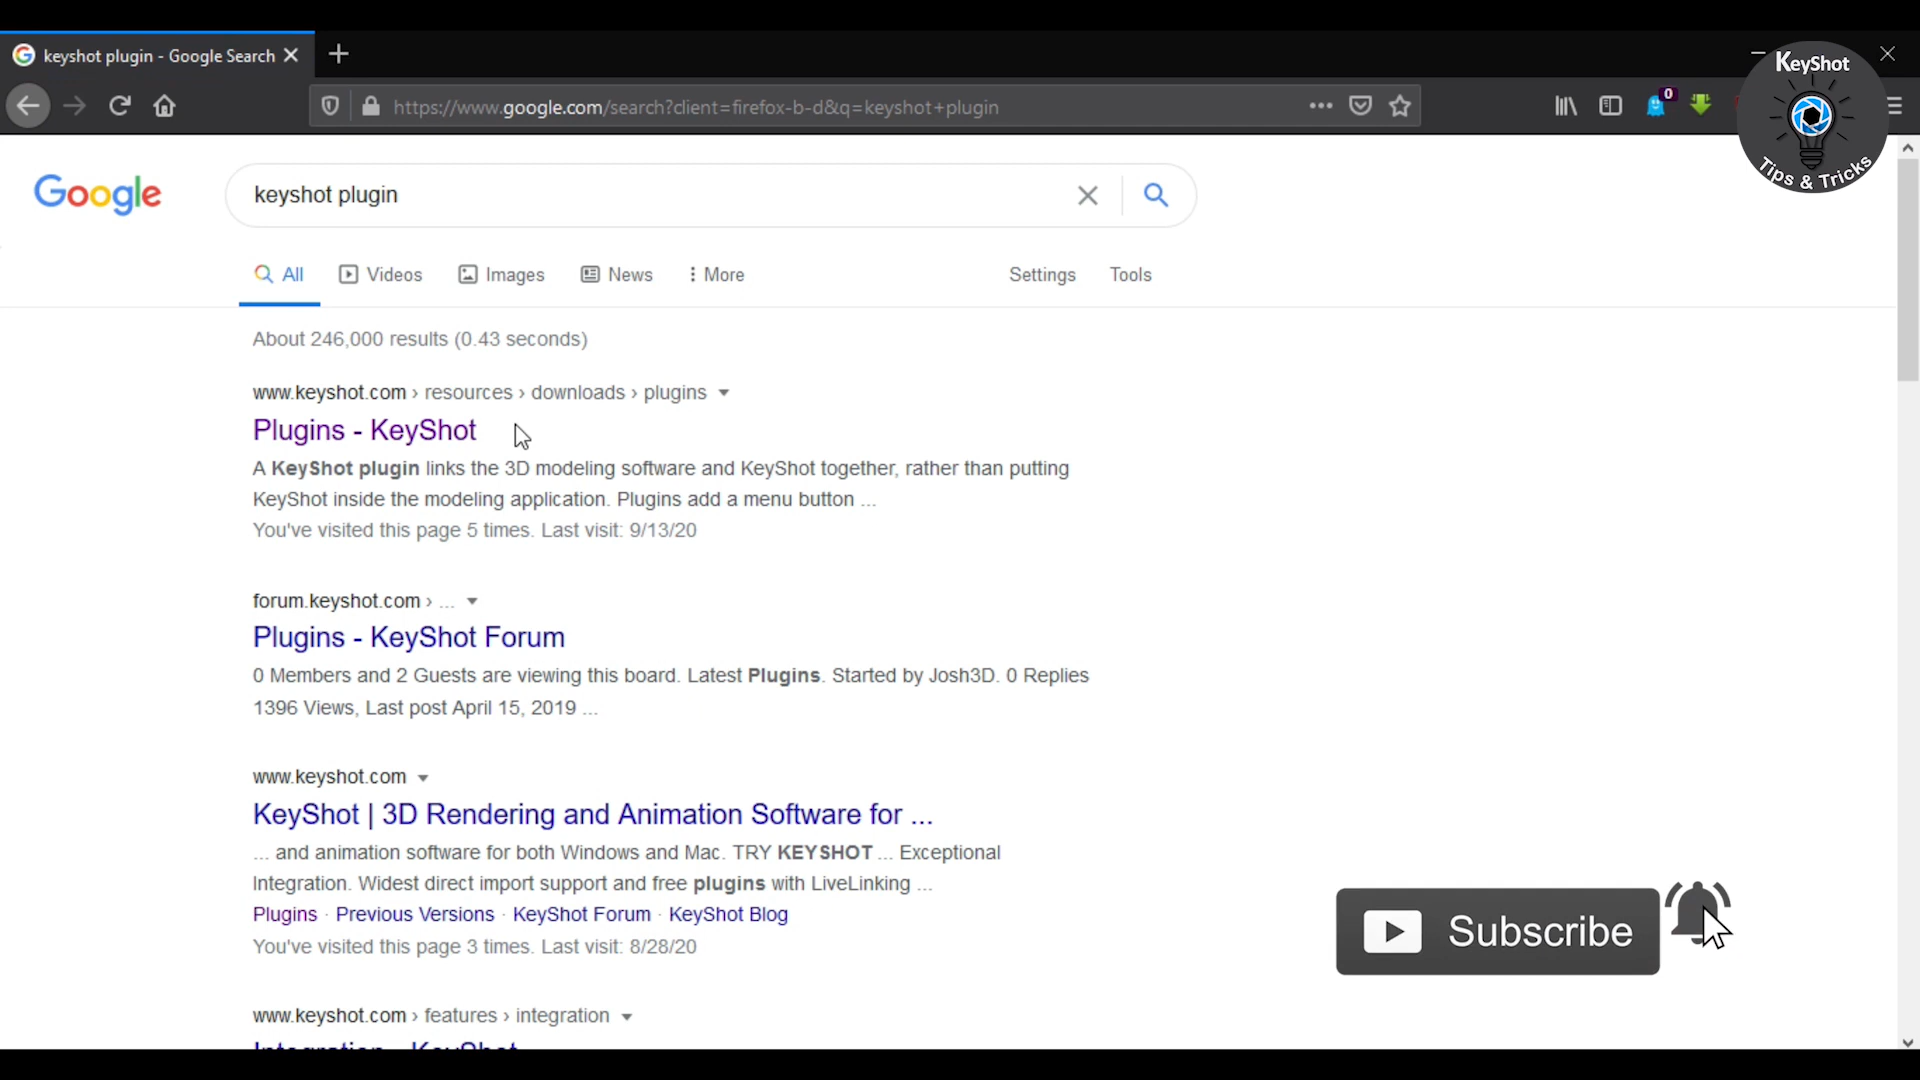 keyshot plugin - Google Search
KeyShot
https://www.google.com/search?client=firefox-b-d&q=keyshot+plugin
0
Tips & Tricks
Google
keyshot plugin
All
Videos
Images
News
More
Settings
Tools
About 246,000 results (0.43 seconds)
www.keyshot.com › resources › downloads › plugins
Plugins - KeyShot
A KeyShot plugin links the 3D modeling software and KeyShot together, rather than putting
KeyShot inside the modeling application. Plugins add a menu button ...
You've visited this page 5 times. Last visit: 9/13/20
forum.keyshot.com › ...
Plugins - KeyShot Forum
0 Members and 2 Guests are viewing this board. Latest Plugins. Started by Josh3D. 0 Replies
1396 Views, Last post April 15, 2019 ...
www.keyshot.com
KeyShot | 3D Rendering and Animation Software for ...
... and animation software for both Windows and Mac. TRY KEYSHOT ... Exceptional
Integration. Widest direct import support and free plugins with LiveLinking ...
Plugins · Previous Versions · KeyShot Forum · KeyShot Blog
You've visited this page 3 times. Last visit: 8/28/20
Subscribe
www.keyshot.com › features › integration
Integration - KeyShot